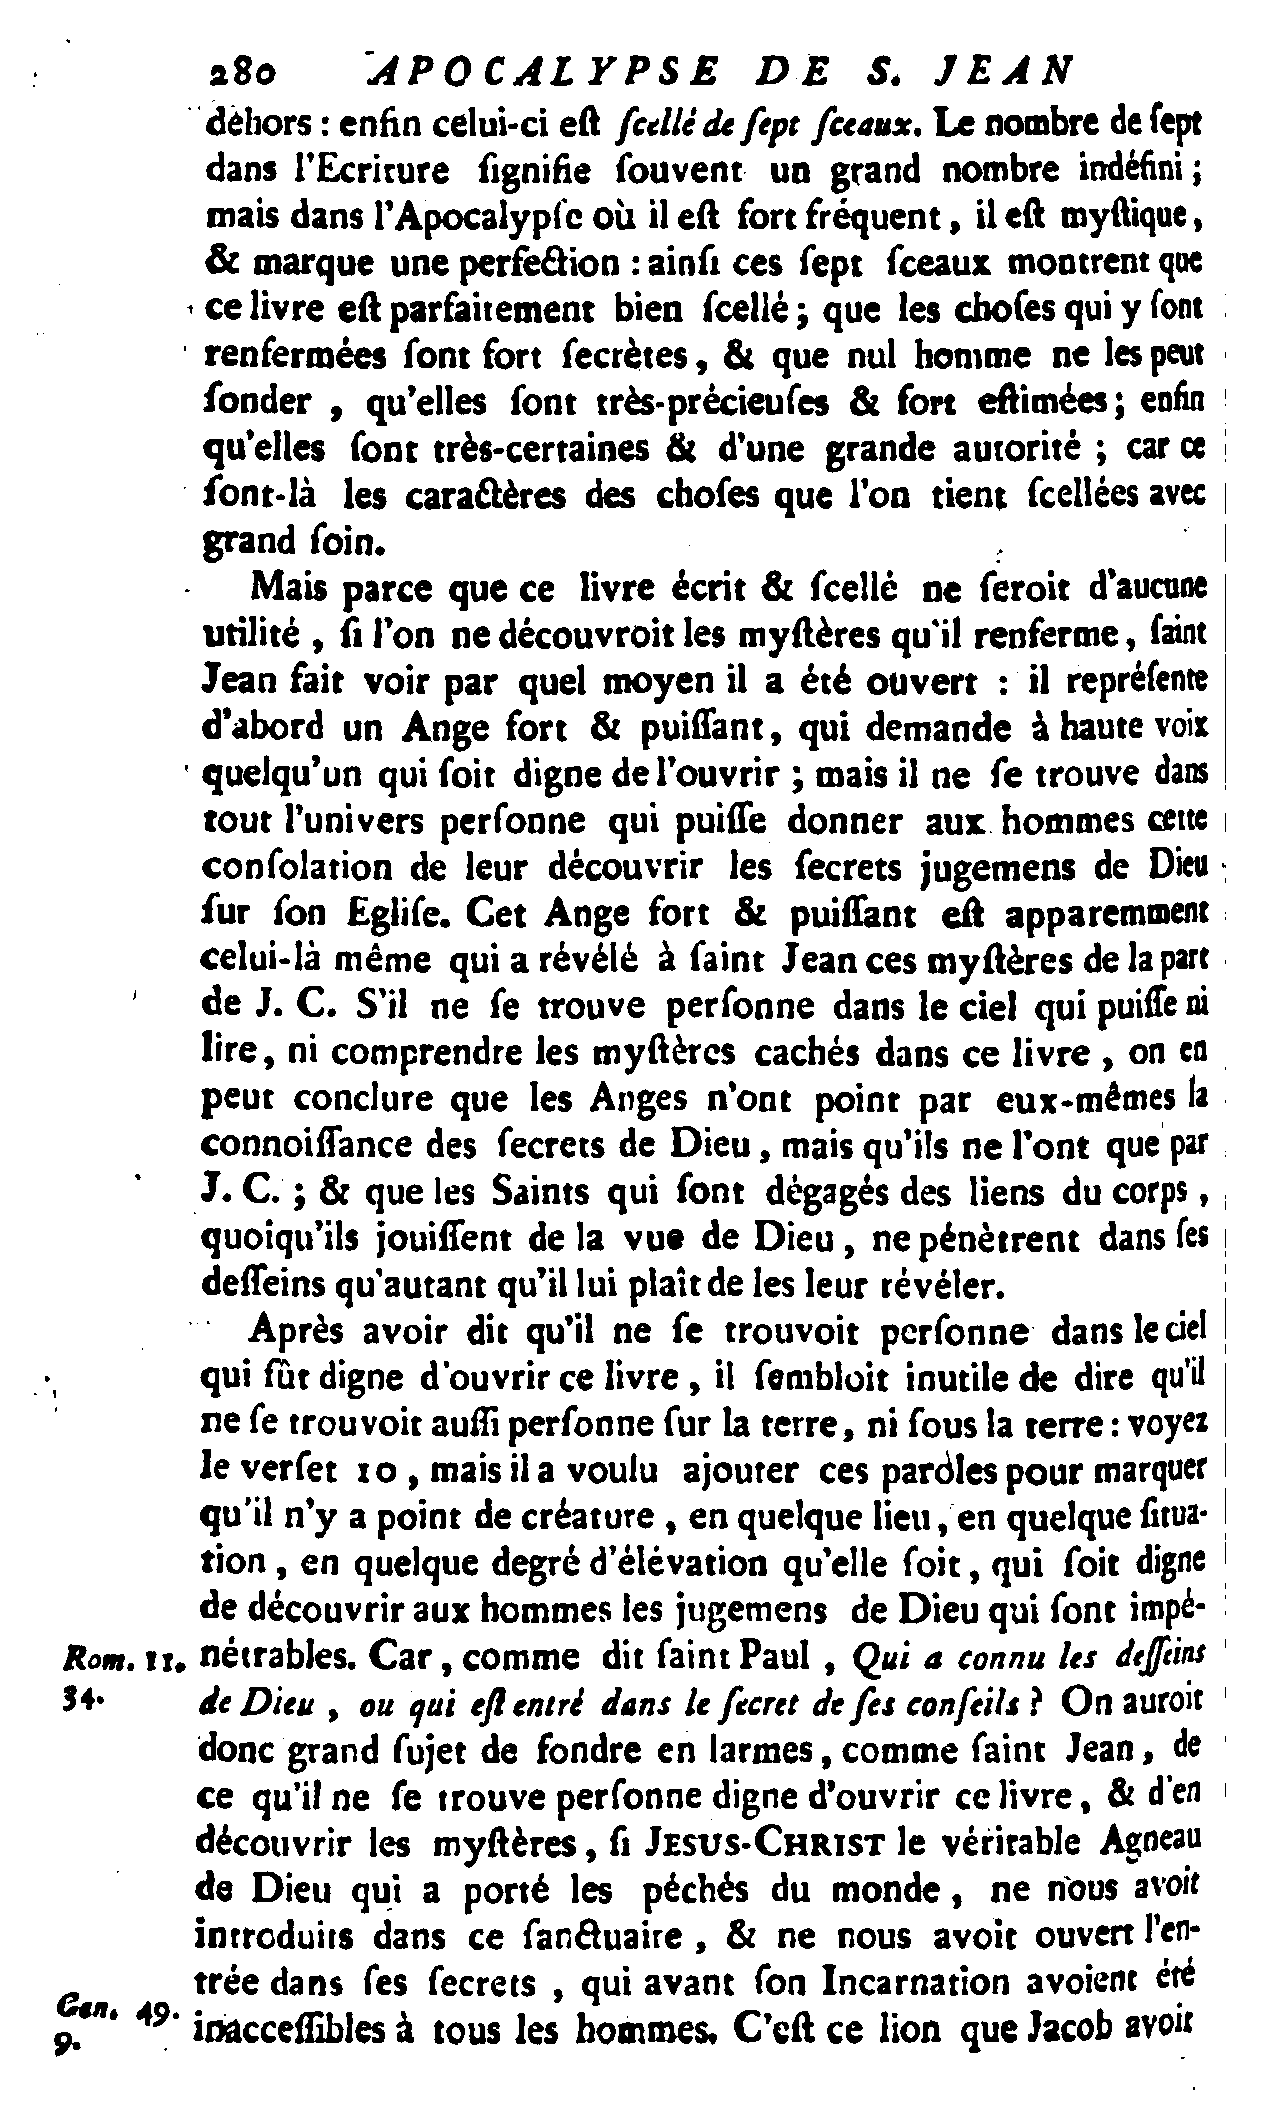 280 APOCALYPSE DE S. JEAN
dehors : enfin celui-ci eſt ſcellé de ſept ſceaux. Le nombre de ſept
dans l'Ecriture ſignifie ſouvent un grand nombre indéfini ;
mais dans l'Apocalypſe où il eſt fort fréquent, il eſt myſtique,
& marque une perfection : ainſi ces ſept ſceaux montrent que
ce livre eſt parfaitement bien ſcellé ; que les choſes qui y ſont
renfermées ſont fort ſecrètes, & que nul homme ne les peut
ſonder , qu'elles ſont très-précieuſes & fort eſtimées ; enfin
qu'elles ſont très-certaines & d'une grande autorité ; car ce
ſont-là les caractères des choſes que l'on tient ſcellées avec
grand ſoin.
Mais parce que ce livre écrit & ſcellé ne ſeroit d'aucune
utilité , ſi l'on ne découvroit les myſtères qu'il renferme, ſaint
Jean fait voir par quel moyen il a été ouvert : il repréſente
d'abord un Ange fort & puiſſant, qui demande à haute voix
quelqu'un qui ſoit digne de l'ouvrir ; mais il ne ſe trouve dans
tout l'univers perſonne qui puiſſe donner aux hommes cette
conſolation de leur découvrir les ſecrets jugemens de Dieu
ſur ſon Egliſe. Cet Ange fort & puiſſant eſt apparemment
celui-là même qui a révélé à ſaint Jean ces myſtères de la part
de J. C. S'il ne ſe trouve perſonne dans le ciel qui puiſſe ni
lire, ni comprendre les myſtères cachés dans ce livre , on en
peut conclure que les Anges n'ont point par eux-mêmes la
connoiſſance des ſecrets de Dieu, mais qu'ils ne l'ont que par
J. C. ; & que les Saints qui ſont dégagés des liens du corps ,
quoiqu'ils jouiſſent de la vue de Dieu , ne pénètrent dans ſes
deſſeins qu'autant qu'il lui plaît de les leur révéler.
Après avoir dit qu'il ne ſe trouvoit perſonne dans le ciel
qui fût digne d'ouvrir ce livre , il ſembloit inutile de dire qu'il
ne ſe trouvoit auſſi perſonne ſur la terre, ni ſous la terre : voyez
le verſet 10 , mais il a voulu ajouter ces paroles pour marquer
qu'il n'y a point de créature , en quelque lieu, en quelque ſitua-
tion , en quelque degré d'élévation qu'elle ſoit, qui ſoit digne
de découvrir aux hommes les jugemens de Dieu qui ſont impé-
Rom. 11. nétrables. Car , comme dit ſaint Paul , Qui a connu les deſſeins
34. de Dieu , ou qui eſt entré dans le ſecret de ſes conſeils ? On auroit
donc grand ſujet de fondre en larmes, comme ſaint Jean, de
ce qu'il ne ſe trouve perſonne digne d'ouvrir ce livre, & d'en
découvrir les myſtères, ſi JESUS-CHRIST le véritable Agneau
de Dieu qui a porté les péchés du monde, ne nous avoit
introduits dans ce ſanctuaire , & ne nous avoit ouvert l'en-
trée dans ſes ſecrets , qui avant ſon Incarnation avoient été
Gen. 49. inacceſſibles à tous les hommes. C'eſt ce lion que Jacob avoit
9.